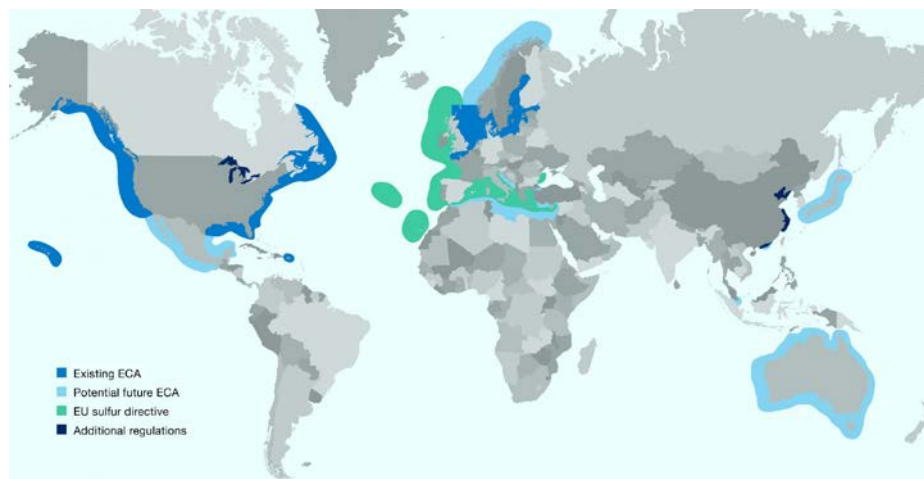 Existing ECA
Potential future ECA
EU sulfur directive
Additional regulations